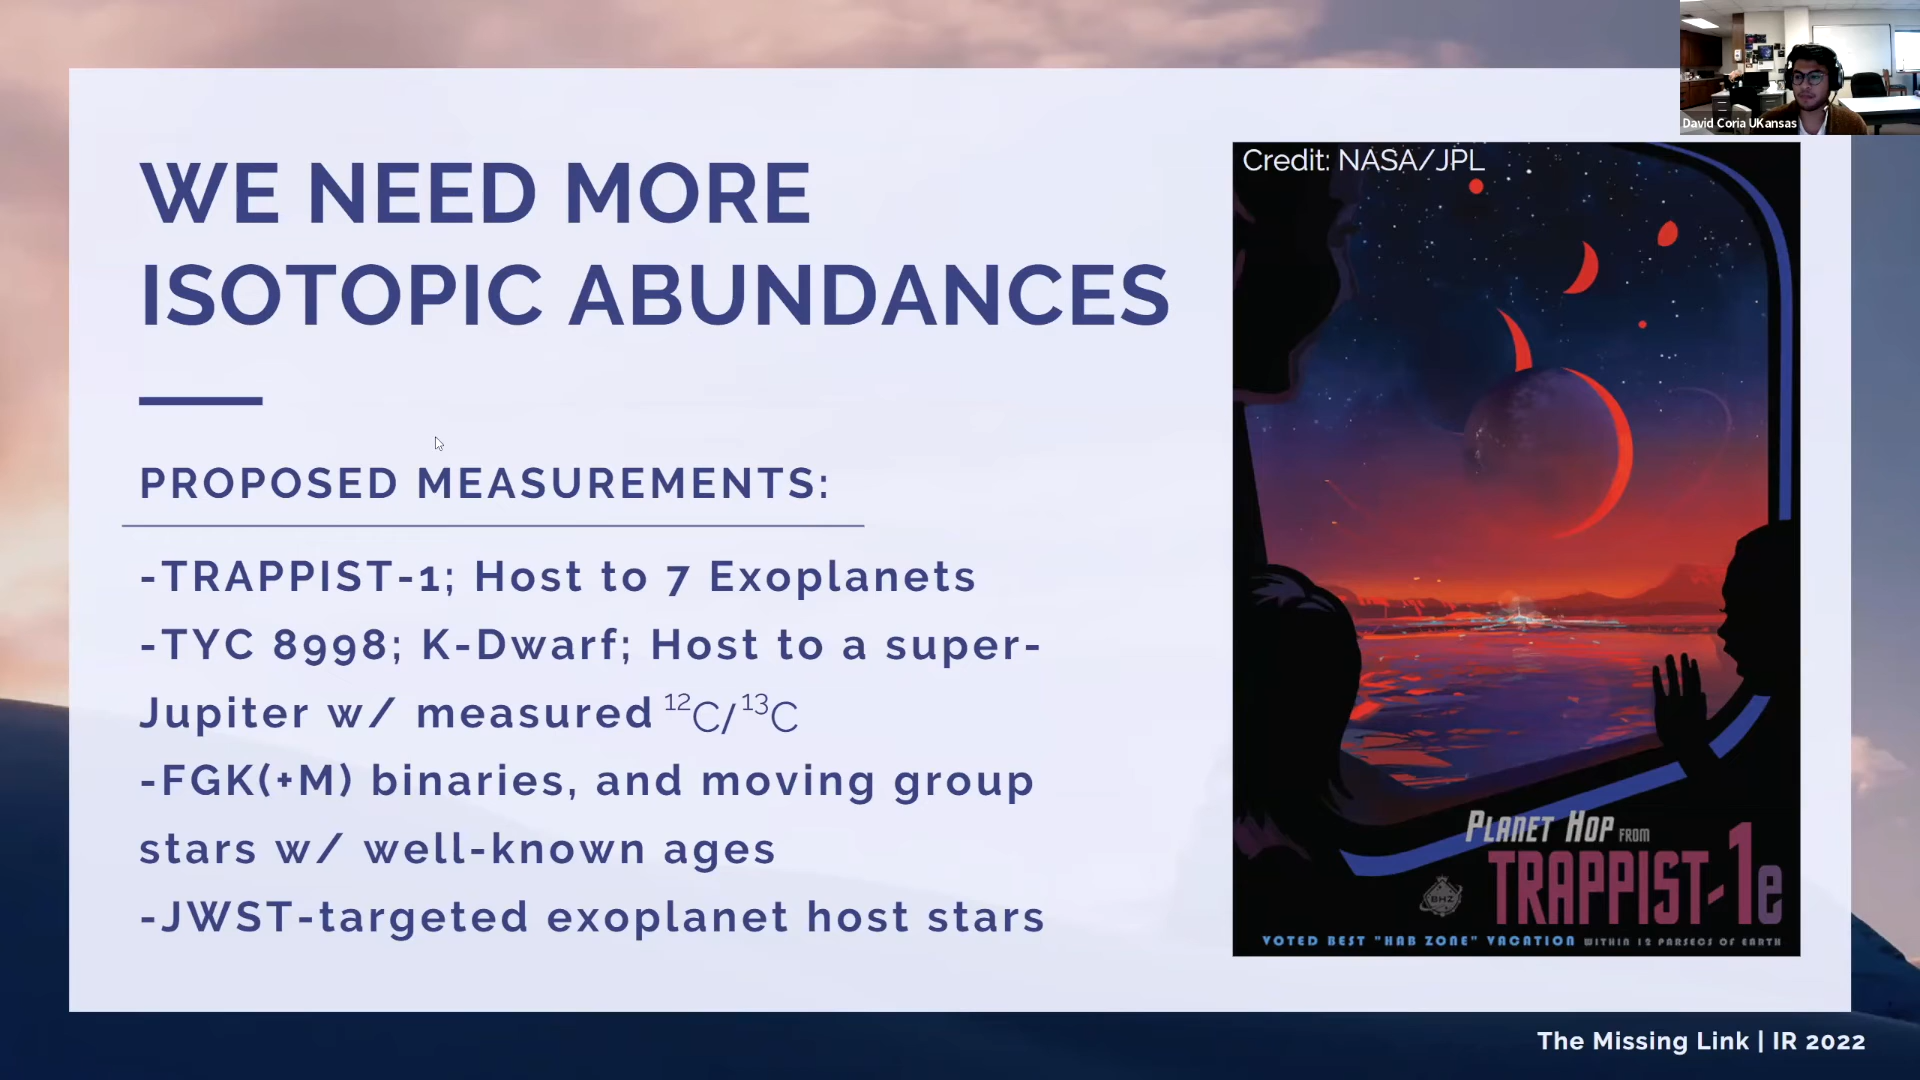 David Coria UKansas
WE NEED MORE
ISOTOPIC ABUNDANCES
PROPOSED MEASUREMENTS:
-TRAPPIST-1; Host to 7 Exoplanets
-TYC 8998; K-Dwarf; Host to a super-
Jupiter w/ measured ¹²C/¹³C
-FGK(+M) binaries, and moving group
stars w/ well-known ages
-JWST-targeted exoplanet host stars
Credit: NASA/JPL
PLANET HOP FROM
TRAPPIST-1e
BHZ
VOTED BEST "HAB ZONE" VACATION WITHIN 12 PARSECS OF EARTH
The Missing Link | IR 2022